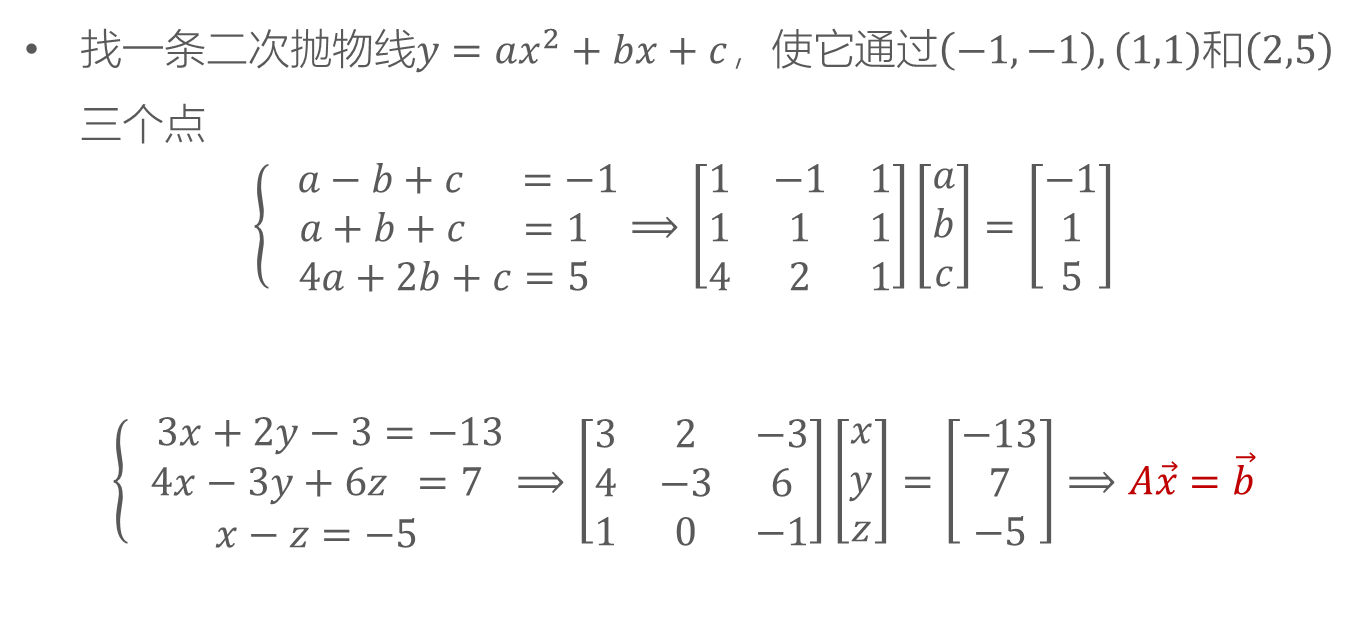 • 找一条二次抛物线y = ax² + bx + c，使它通过(−1, −1), (1,1)和(2,5)
三个点
{ a − b + c = −1
a + b + c = 1
4a + 2b + c = 5 ⟹ [1 −1 1
1 1 1
4 2 1] [a
b
c] = [−1
1
5]
{ 3x + 2y − 3 = −13
4x − 3y + 6z = 7
x − z = −5 ⟹ [3 2 −3
4 −3 6
1 0 −1] [x
y
z] = [−13
7
−5] ⟹ Ax⃗ = b⃗